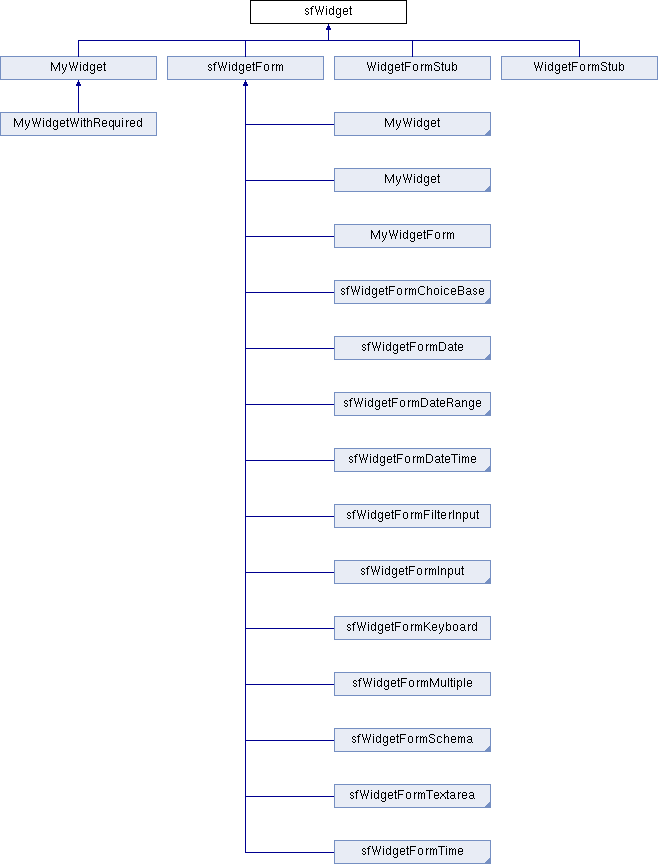 sfWidget
MyWidget
sfWidgetForm
WidgetFormStub
WidgetFormStub
MyWidgetWithRequired
MyWidget
MyWidget
MyWidgetForm
sfWidgetFormChoiceBase
sfWidgetFormDate
sfWidgetFormDateRange
sfWidgetFormDateTime
sfWidgetFormFilterInput
sfWidgetFormInput
sfWidgetFormKeyboard
sfWidgetFormMultiple
sfWidgetFormSchema
sfWidgetFormTextarea
sfWidgetFormTime